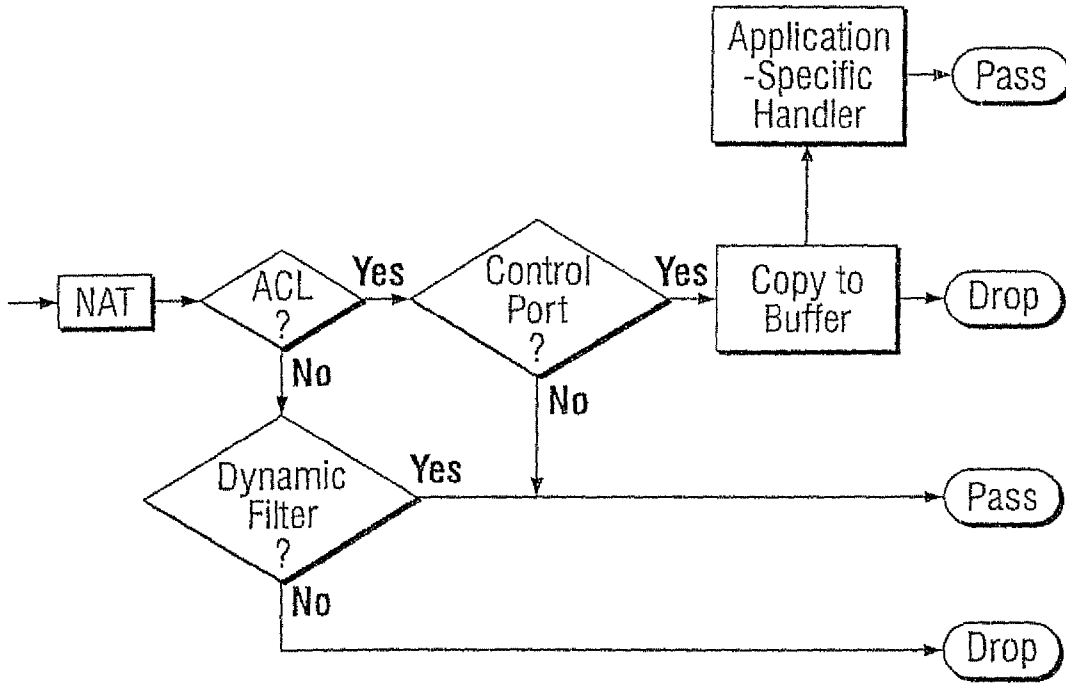 Application
-Specific
Handler
Pass
NAT
ACL
?
Yes
No
Control
Port
?
Yes
No
Copy to
Buffer
Drop
Dynamic
Filter
?
Yes
No
Pass
Drop